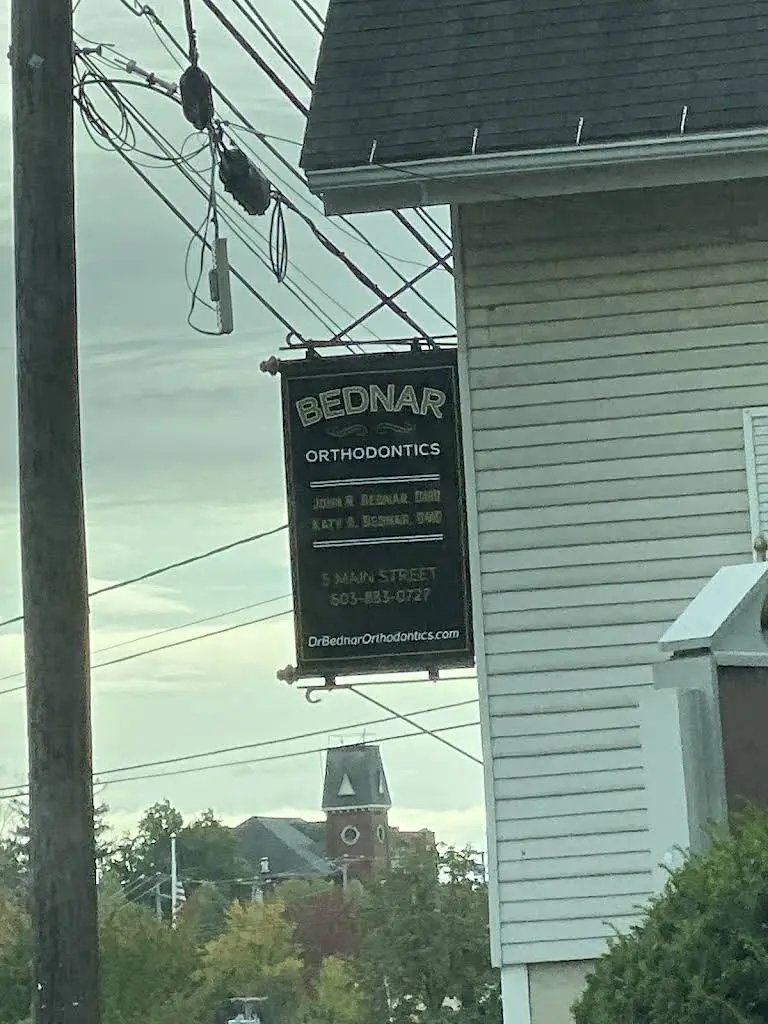 BEDNAR
ORTHODONTICS
JOHN R. BEDNAR, DMD
KATY R. BEDNAR, DMD
5 MAIN STREET
603-883-0727
DrBednarOrthodontics.com